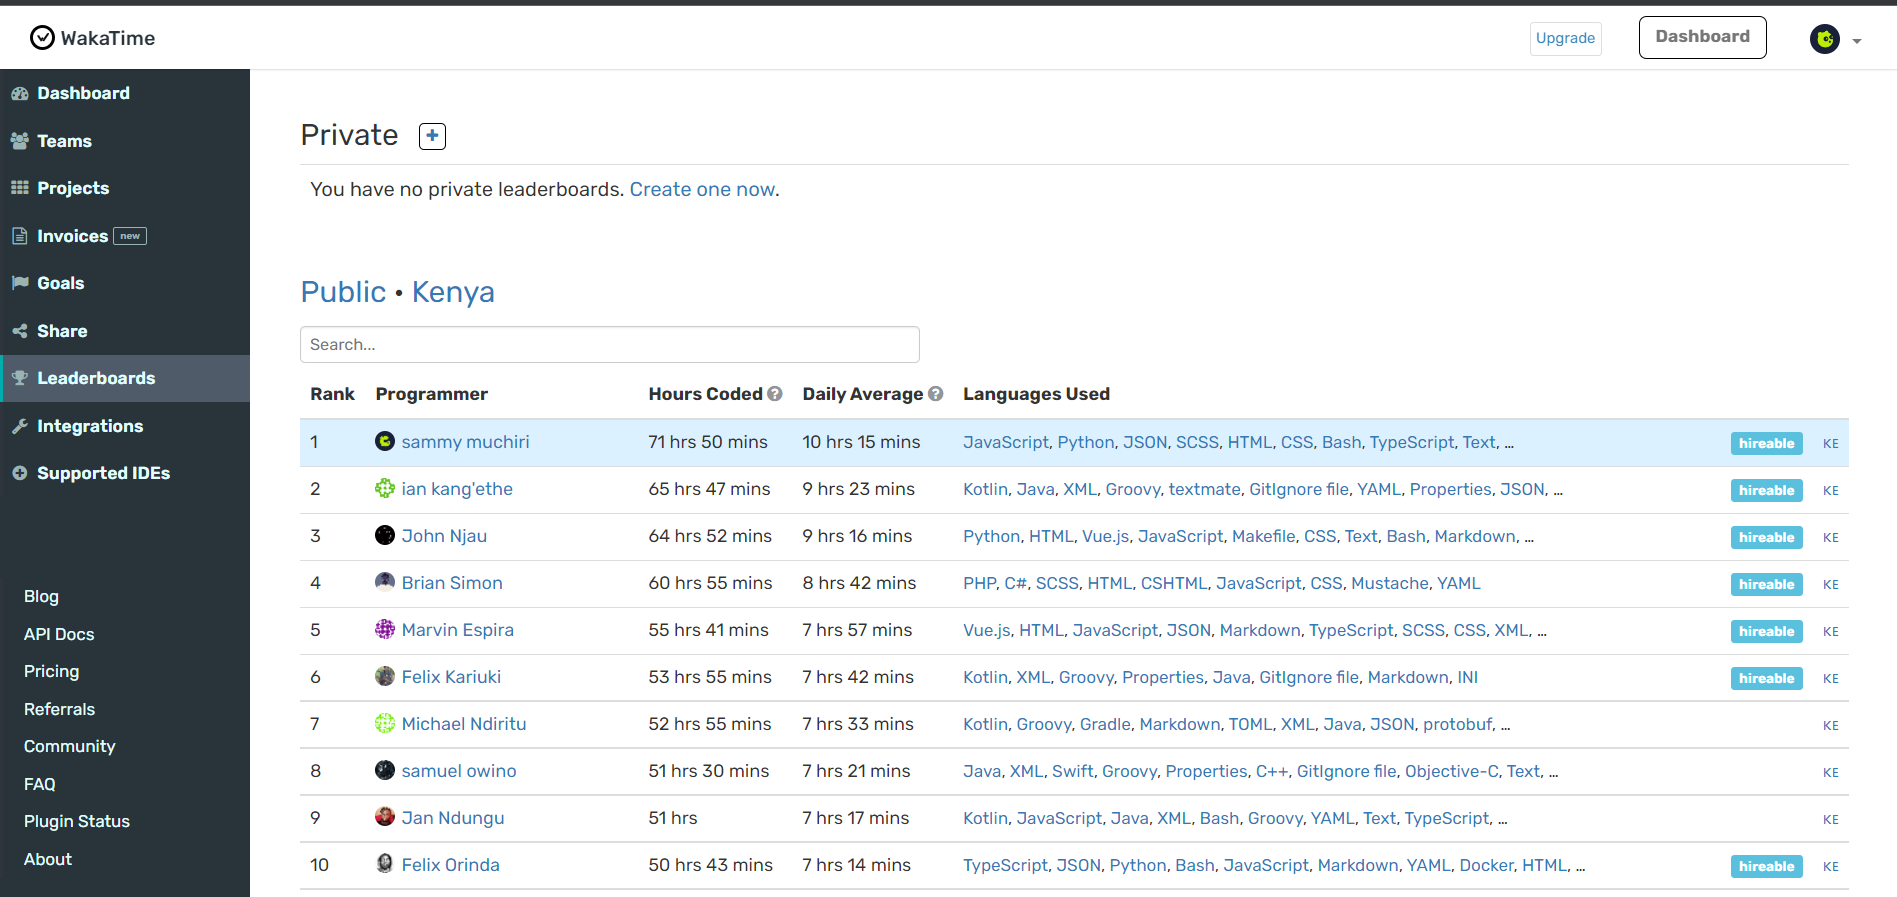 WakaTime
Upgrade
Dashboard
Dashboard
Teams
Projects
Invoices new
Goals
Share
Leaderboards
Integrations
Supported IDEs
Blog
API Docs
Pricing
Referrals
Community
FAQ
Plugin Status
About
Private +
You have no private leaderboards. Create one now.
Public • Kenya
Search...
Rank Programmer Hours Coded ? Daily Average ? Languages Used
1 sammy muchiri 71 hrs 50 mins 10 hrs 15 mins JavaScript, Python, JSON, SCSS, HTML, CSS, Bash, TypeScript, Text, … hireable KE
2 ian kang'ethe 65 hrs 47 mins 9 hrs 23 mins Kotlin, Java, XML, Groovy, textmate, GitIgnore file, YAML, Properties, JSON, … hireable KE
3 John Njau 64 hrs 52 mins 9 hrs 16 mins Python, HTML, Vue.js, JavaScript, Makefile, CSS, Text, Bash, Markdown, … hireable KE
4 Brian Simon 60 hrs 55 mins 8 hrs 42 mins PHP, C#, SCSS, HTML, CSHTML, JavaScript, CSS, Mustache, YAML hireable KE
5 Marvin Espira 55 hrs 41 mins 7 hrs 57 mins Vue.js, HTML, JavaScript, JSON, Markdown, TypeScript, SCSS, CSS, XML, … hireable KE
6 Felix Kariuki 53 hrs 55 mins 7 hrs 42 mins Kotlin, XML, Groovy, Properties, Java, GitIgnore file, Markdown, INI hireable KE
7 Michael Ndiritu 52 hrs 55 mins 7 hrs 33 mins Kotlin, Groovy, Gradle, Markdown, TOML, XML, Java, JSON, protobuf, … KE
8 samuel owino 51 hrs 30 mins 7 hrs 21 mins Java, XML, Swift, Groovy, Properties, C++, GitIgnore file, Objective-C, Text, … KE
9 Jan Ndungu 51 hrs 7 hrs 17 mins Kotlin, JavaScript, Java, XML, Bash, Groovy, YAML, Text, TypeScript, … KE
10 Felix Orinda 50 hrs 43 mins 7 hrs 14 mins TypeScript, JSON, Python, Bash, JavaScript, Markdown, YAML, Docker, HTML, … hireable KE